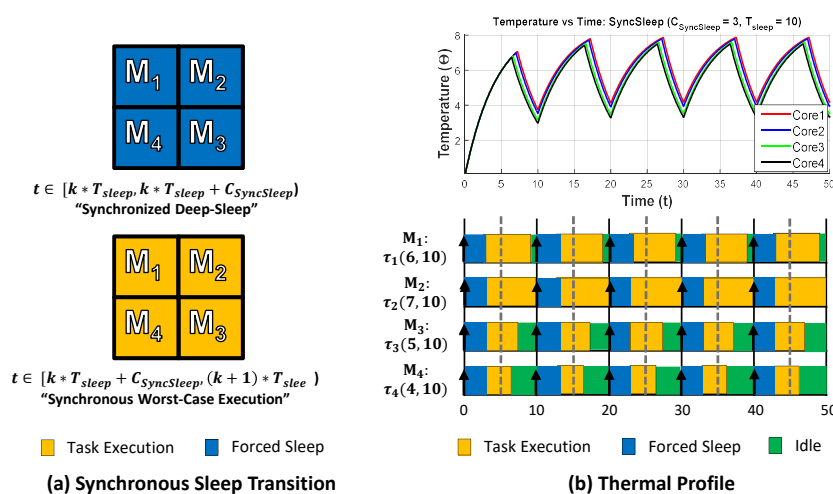 M1 M2
M4 M3
t ∈ [k * Tsleep, k * Tsleep + CSyncSleep)
“Synchronized Deep-Sleep”
M1 M2
M4 M3
t ∈ [k * Tsleep + CSyncSleep, (k + 1) * Tslee )
“Synchronous Worst-Case Execution”
Task Execution Forced Sleep
(a) Synchronous Sleep Transition
Temperature vs Time: SyncSleep (CSyncSleep = 3, Tsleep = 10)
Temperature (Θ)
8
6
4
2
Core1
Core2
Core3
Core4
0 5 10 15 20 25 30 35 40 45 50
Time (t)
M1:
τ1(6, 10)
M2:
τ2(7, 10)
M3:
τ3(5, 10)
M4:
τ4(4, 10)
0 10 20 30 40 50
Task Execution Forced Sleep Idle
(b) Thermal Profile